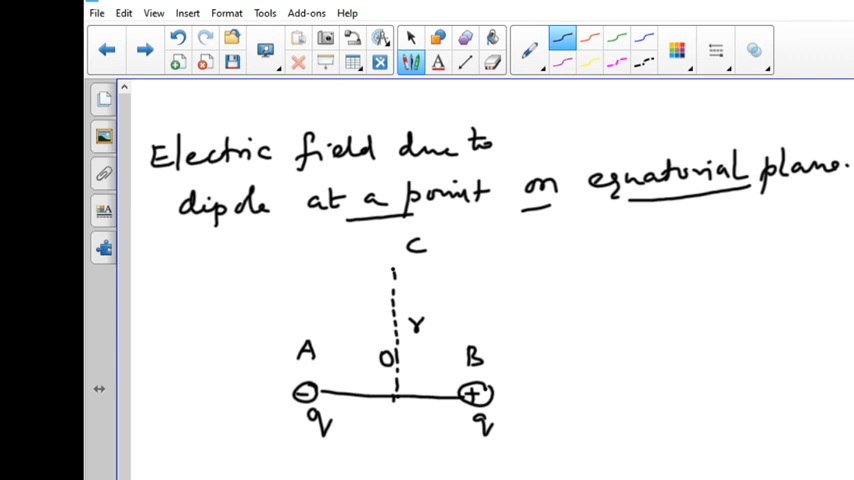 File Edit View Insert Format Tools Add-ons Help
Electric field due to
dipole at a point on equatorial plane.
C
r
A O B
- +
q q